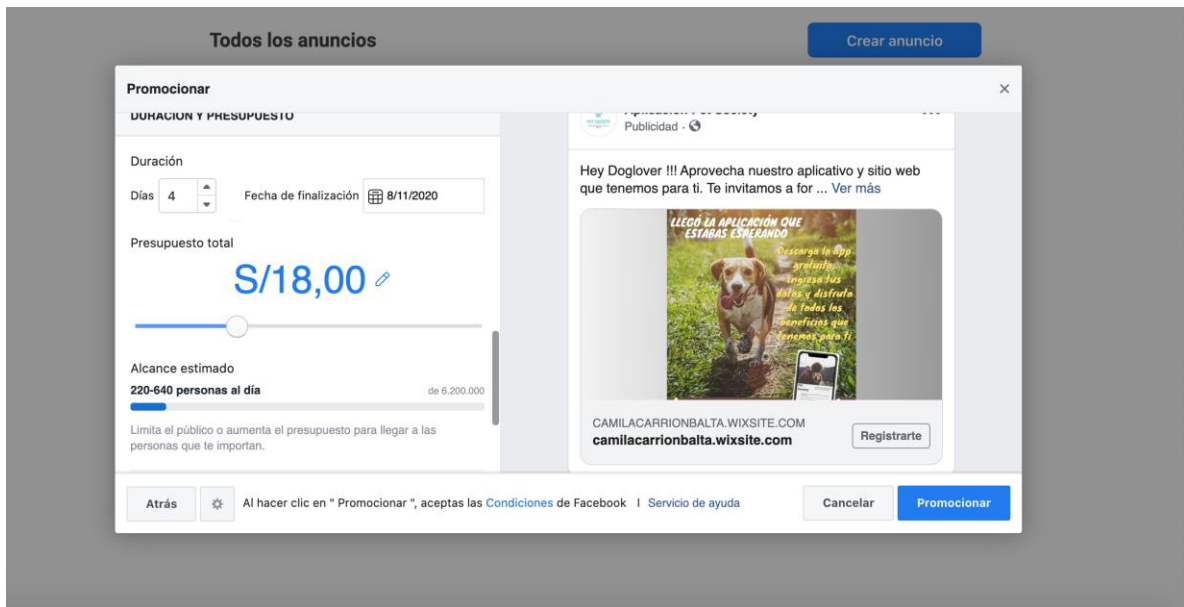 Todos los anuncios
Crear anuncio
Promocionar
×
DURACIÓN Y PRESUPUESTO
Duración
Días 4 Fecha de finalización 8/11/2020
Presupuesto total
S/18,00
Alcance estimado
220-640 personas al día de 6.200.000
Limita el público o aumenta el presupuesto para llegar a las
personas que te importan.
Aplicación Pet Society
Publicidad ·
Hey Doglover !!! Aprovecha nuestro aplicativo y sitio web
que tenemos para ti. Te invitamos a for ... Ver más
LLEGÓ LA APLICACIÓN QUE
ESTABAS ESPERANDO
Descarga la app
gratuita,
ingresa tus
datos y disfruta
de todos los
beneficios que
tenemos para ti
CAMILACARRIONBALTA.WIXSITE.COM
camilacarrionbalta.wixsite.com
Registrarte
Atrás
Al hacer clic en " Promocionar ", aceptas las Condiciones de Facebook | Servicio de ayuda
Cancelar
Promocionar